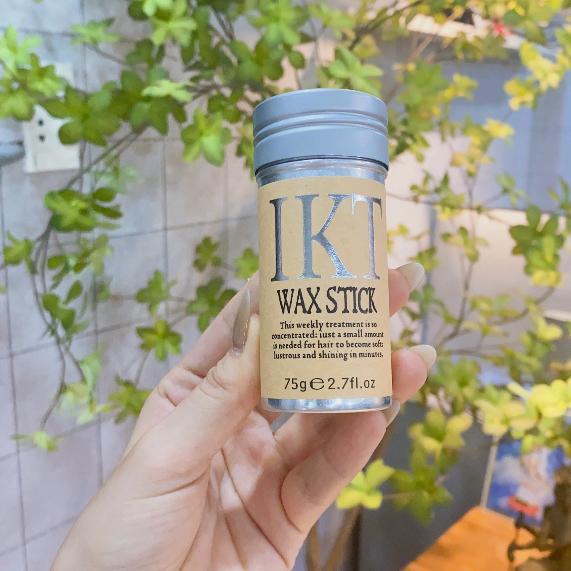 IKT
WAX STICK
This weekly treatment is so
concentrated: just a small amount
is needed for hair to become soft:
lustrous and shining in minutes.
75g℮2.7fl.oz